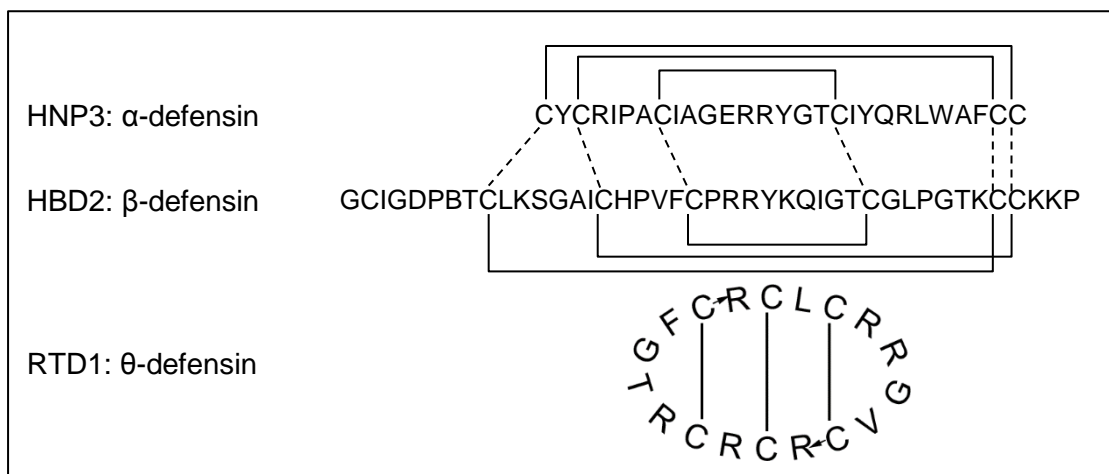 HNP3: α-defensin CYCRIPACIAGERRYGTCIYQRLWAFCC
HBD2: β-defensin GCIGDPBTCLKSGAICHPVFCPRRYKQIGTCGLPGTKCCKKP
RTD1: θ-defensin GFCRCLCRRGVCRCRCRT